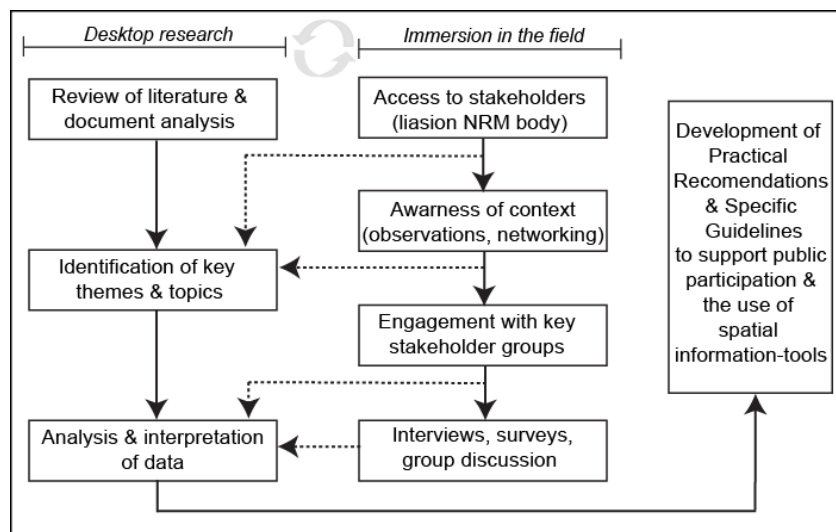 Desktop research
Immersion in the field
Review of literature &
document analysis
Identification of key
themes & topics
Analysis & interpretation
of data
Access to stakeholders
(liasion NRM body)
Awarness of context
(observations, networking)
Engagement with key
stakeholder groups
Interviews, surveys,
group discussion
Development of
Practical
Recomendations
& Specific
Guidelines
to support public
participation &
the use of
spatial
information-tools